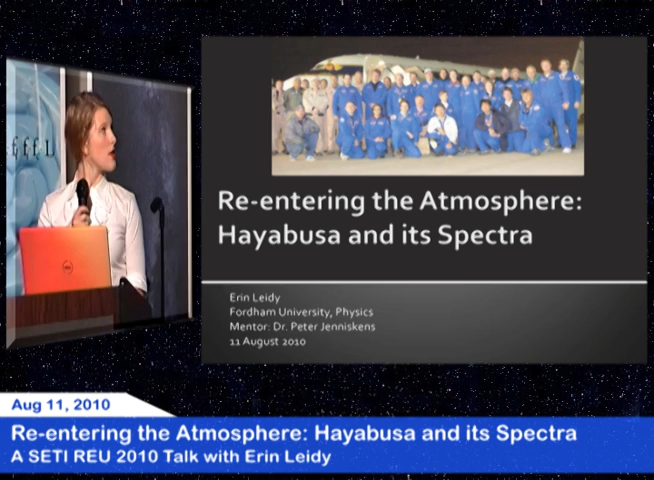 Re-entering the Atmosphere:
Hayabusa and its Spectra
Erin Leidy
Fordham University, Physics
Mentor: Dr. Peter Jenniskens
11 August 2010
DELL
Aug 11, 2010
Re-entering the Atmosphere: Hayabusa and its Spectra
A SETI REU 2010 Talk with Erin Leidy